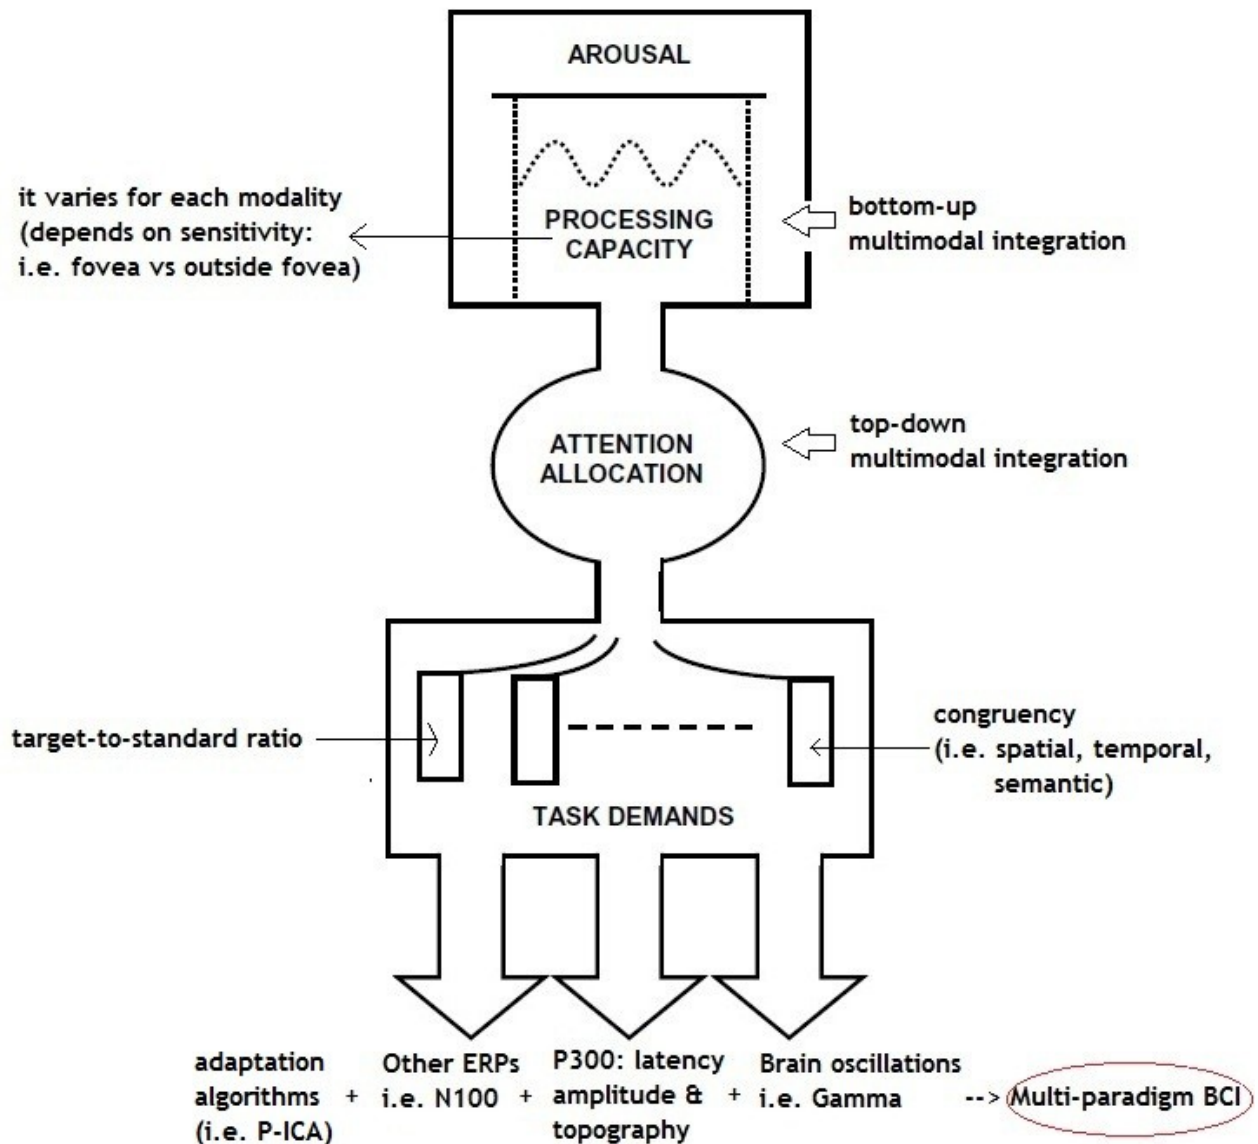 AROUSAL
it varies for each modality
(depends on sensitivity:
i.e. fovea vs outside fovea)
PROCESSING
CAPACITY
bottom-up
multimodal integration
ATTENTION
ALLOCATION
top-down
multimodal integration
target-to-standard ratio
congruency
(i.e. spatial, temporal,
semantic)
TASK DEMANDS
adaptation
algorithms
(i.e. P-ICA)
+
Other ERPs
i.e. N100
+
P300: latency
amplitude &
topography
+
Brain oscillations
i.e. Gamma
--> Multi-paradigm BCI